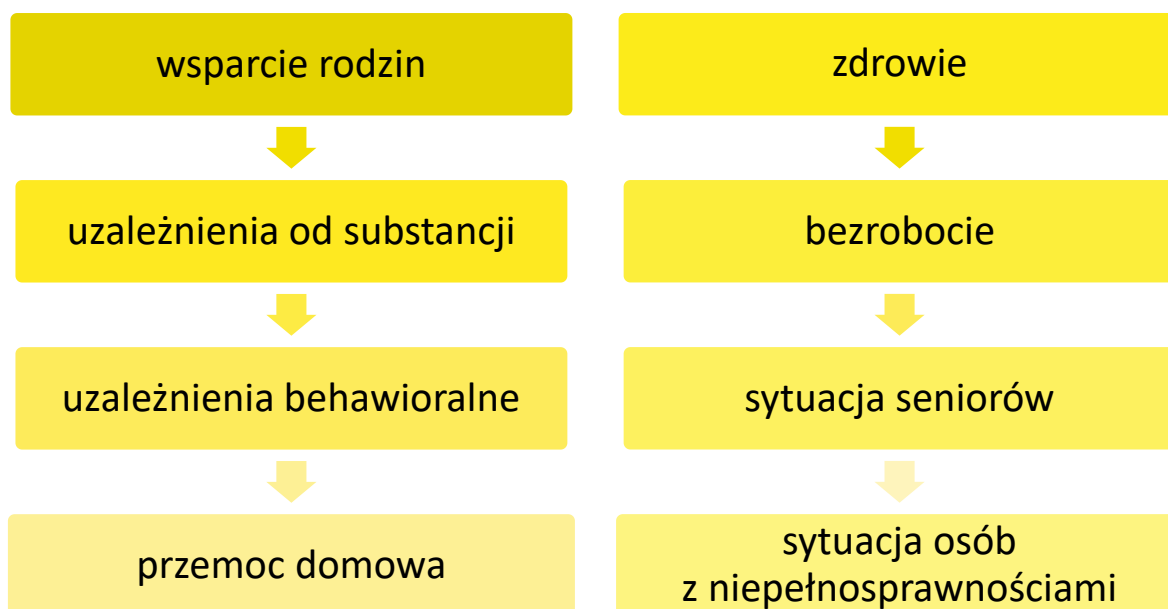 wsparcie rodzin
uzależnienia od substancji
uzależnienia behawioralne
przemoc domowa
zdrowie
bezrobocie
sytuacja seniorów
sytuacja osób
z niepełnosprawnościami